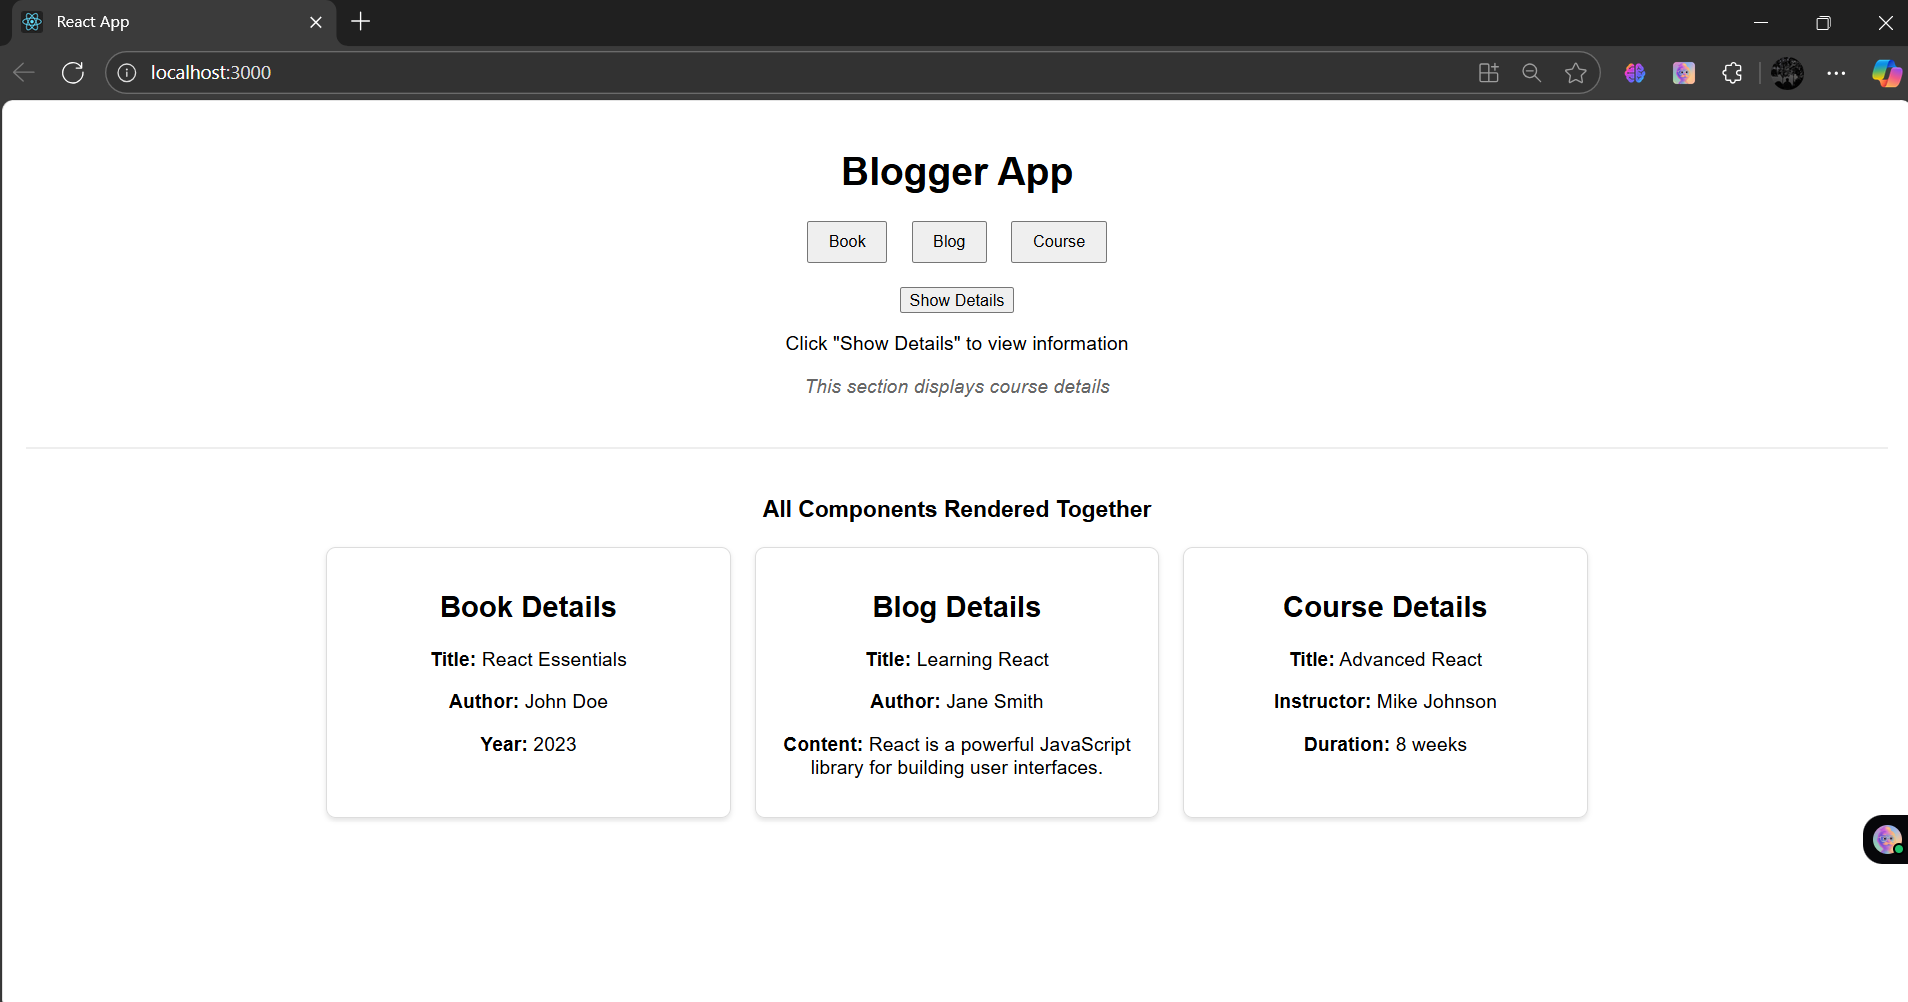 React App
localhost:3000
Blogger App
Book Blog Course
Show Details
Click "Show Details" to view information
This section displays course details
All Components Rendered Together
Book Details
Title: React Essentials
Author: John Doe
Year: 2023
Blog Details
Title: Learning React
Author: Jane Smith
Content: React is a powerful JavaScript
library for building user interfaces.
Course Details
Title: Advanced React
Instructor: Mike Johnson
Duration: 8 weeks